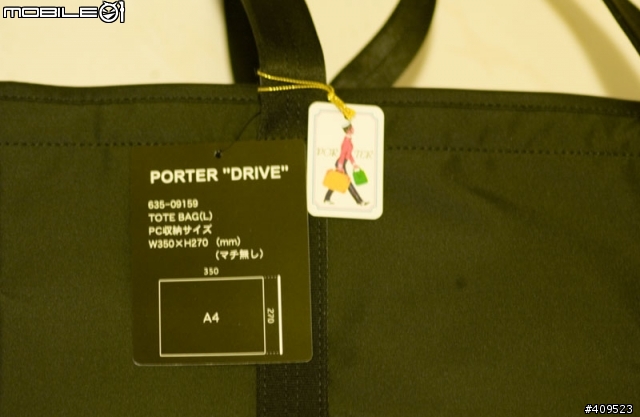 MOBILE01
PORTER "DRIVE"
635-09159
TOTE BAG(L)
PC収納サイズ
W350×H270 (mm)
(マチ無し)
350
A4
270
PORTER
#409523